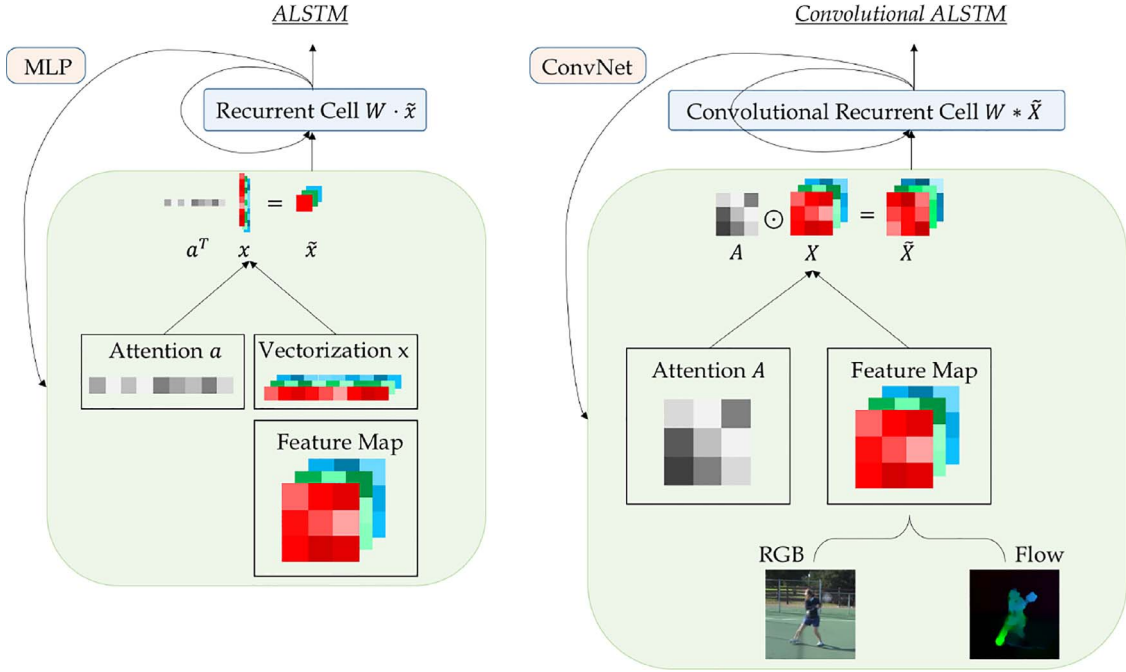 ALSTM
MLP
Recurrent Cell W · x̃
=
aᵀ x x̃
Attention a
Vectorization x
Feature Map
Convolutional ALSTM
ConvNet
Convolutional Recurrent Cell W ∗ X̃
⊙ =
A X X̃
Attention A
Feature Map
RGB
Flow